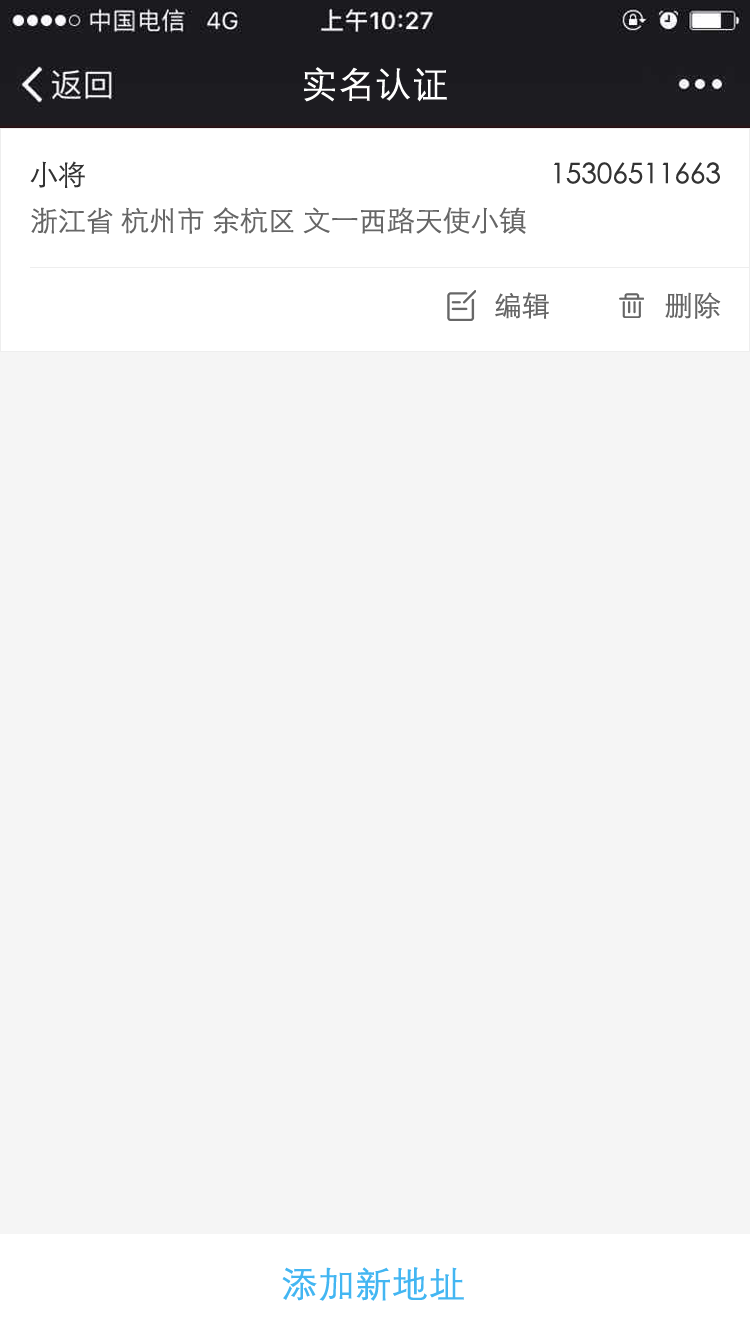 中国电信 4G 上午10:27
返回 实名认证
小将 15306511663
浙江省 杭州市 余杭区 文一西路天使小镇
编辑 删除
添加新地址